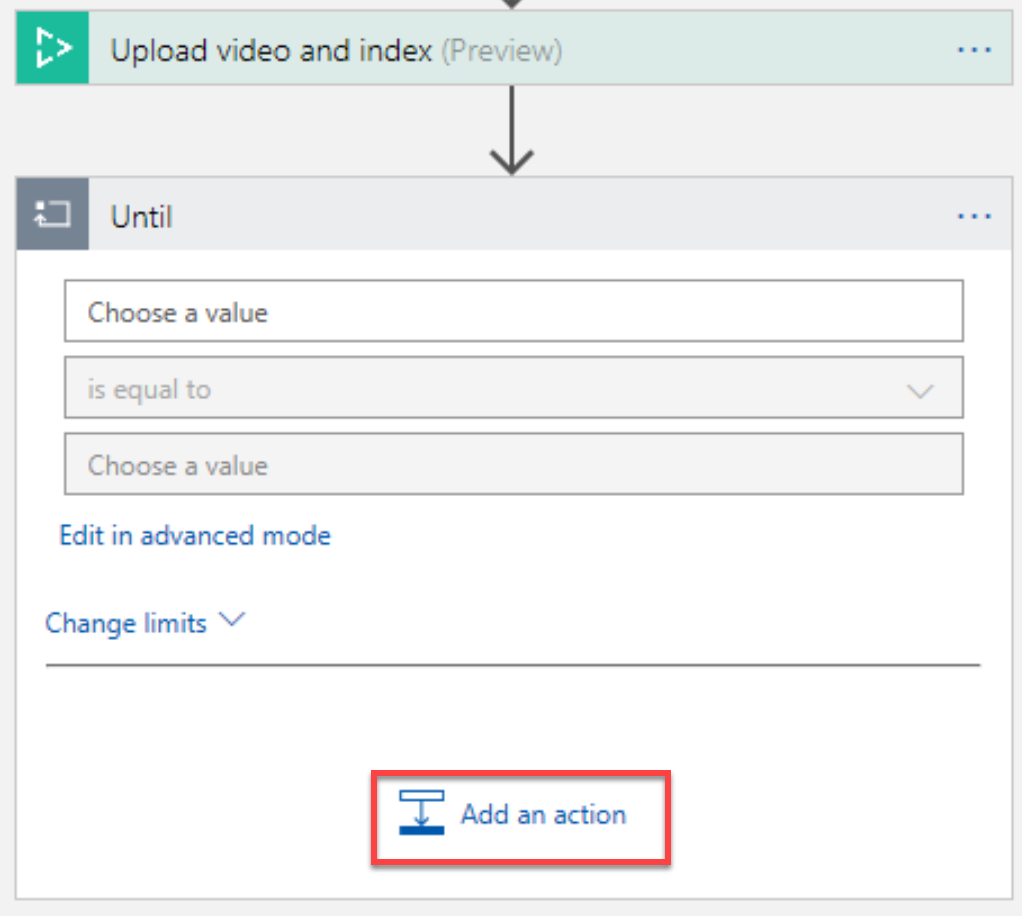 Upload video and index (Preview)
Until
Choose a value
is equal to
Choose a value
Edit in advanced mode
Change limits
Add an action